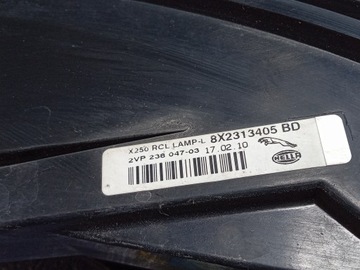 X250 RCL LAMP-L 8X2313405 BD
2VP 236 047-03 17.02.10
HELLA